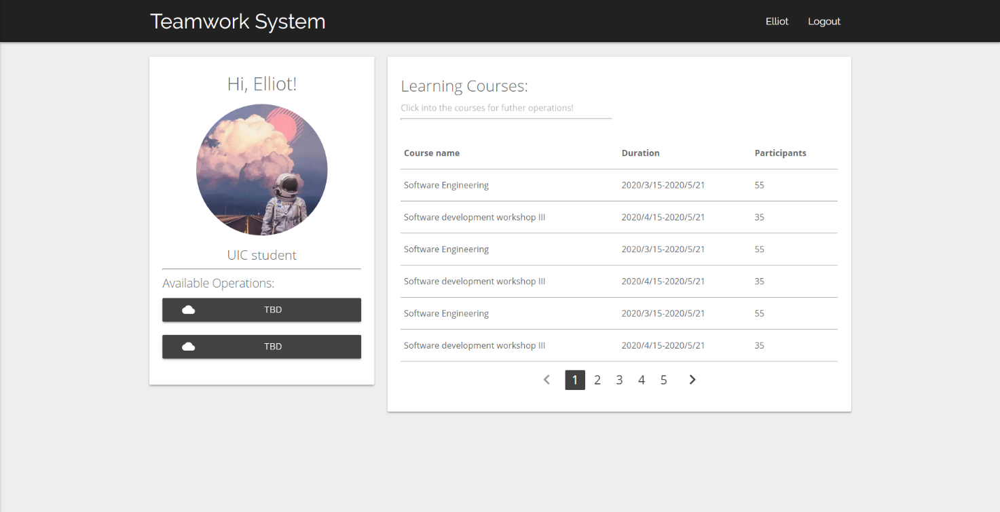 Teamwork System
Elliot Logout
Hi, Elliot!
UIC student
Available Operations:
TBD
TBD
Learning Courses:
Click into the courses for futher operations!
Course name Duration Participants
Software Engineering 2020/3/15-2020/5/21 55
Software development workshop III 2020/4/15-2020/5/21 35
Software Engineering 2020/3/15-2020/5/21 55
Software development workshop III 2020/4/15-2020/5/21 35
Software Engineering 2020/3/15-2020/5/21 55
Software development workshop III 2020/4/15-2020/5/21 35
1 2 3 4 5